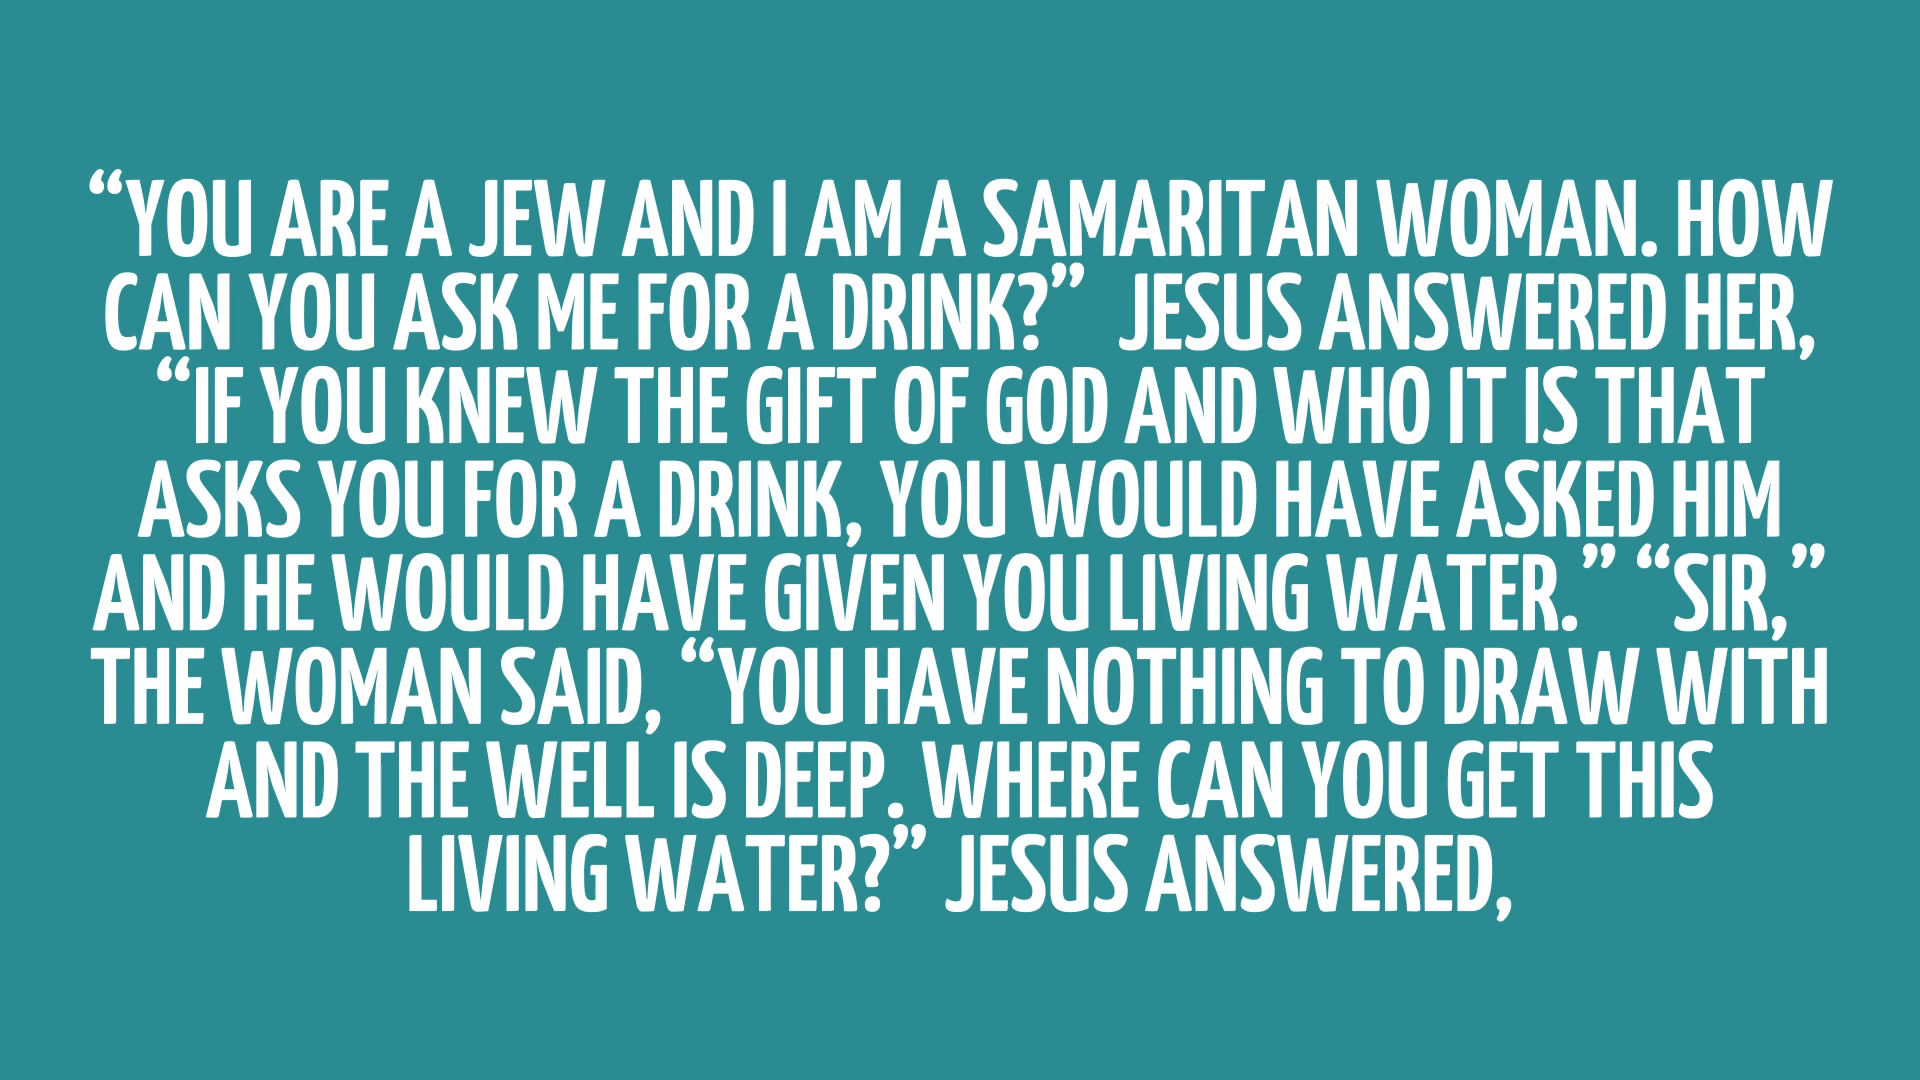 “YOU ARE A JEW AND I AM A SAMARITAN WOMAN. HOW
CAN YOU ASK ME FOR A DRINK?” JESUS ANSWERED HER,
“IF YOU KNEW THE GIFT OF GOD AND WHO IT IS THAT
ASKS YOU FOR A DRINK, YOU WOULD HAVE ASKED HIM
AND HE WOULD HAVE GIVEN YOU LIVING WATER.” “SIR,”
THE WOMAN SAID, “YOU HAVE NOTHING TO DRAW WITH
AND THE WELL IS DEEP. WHERE CAN YOU GET THIS
LIVING WATER?” JESUS ANSWERED,